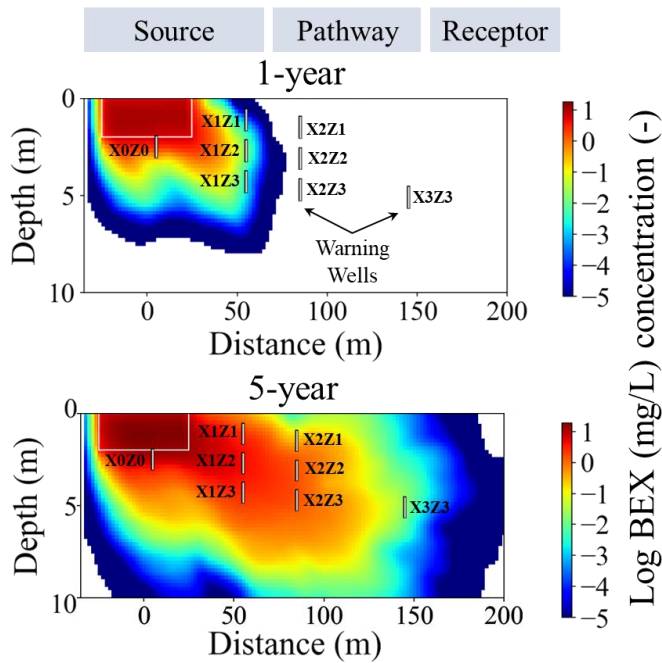 Source Pathway Receptor
1-year
0
5
10
Depth (m)
X0Z0
X1Z1
X1Z2
X1Z3
X2Z1
X2Z2
X2Z3
X3Z3
Warning
Wells
0 50 100 150 200
Distance (m)
1
0
−1
−2
−3
−4
−5
5-year
0
5
10
Depth (m)
X0Z0
X1Z1
X1Z2
X1Z3
X2Z1
X2Z2
X2Z3
X3Z3
0 50 100 150 200
Distance (m)
1
0
−1
−2
−3
−4
−5
Log BEX (mg/L) concentration (-)